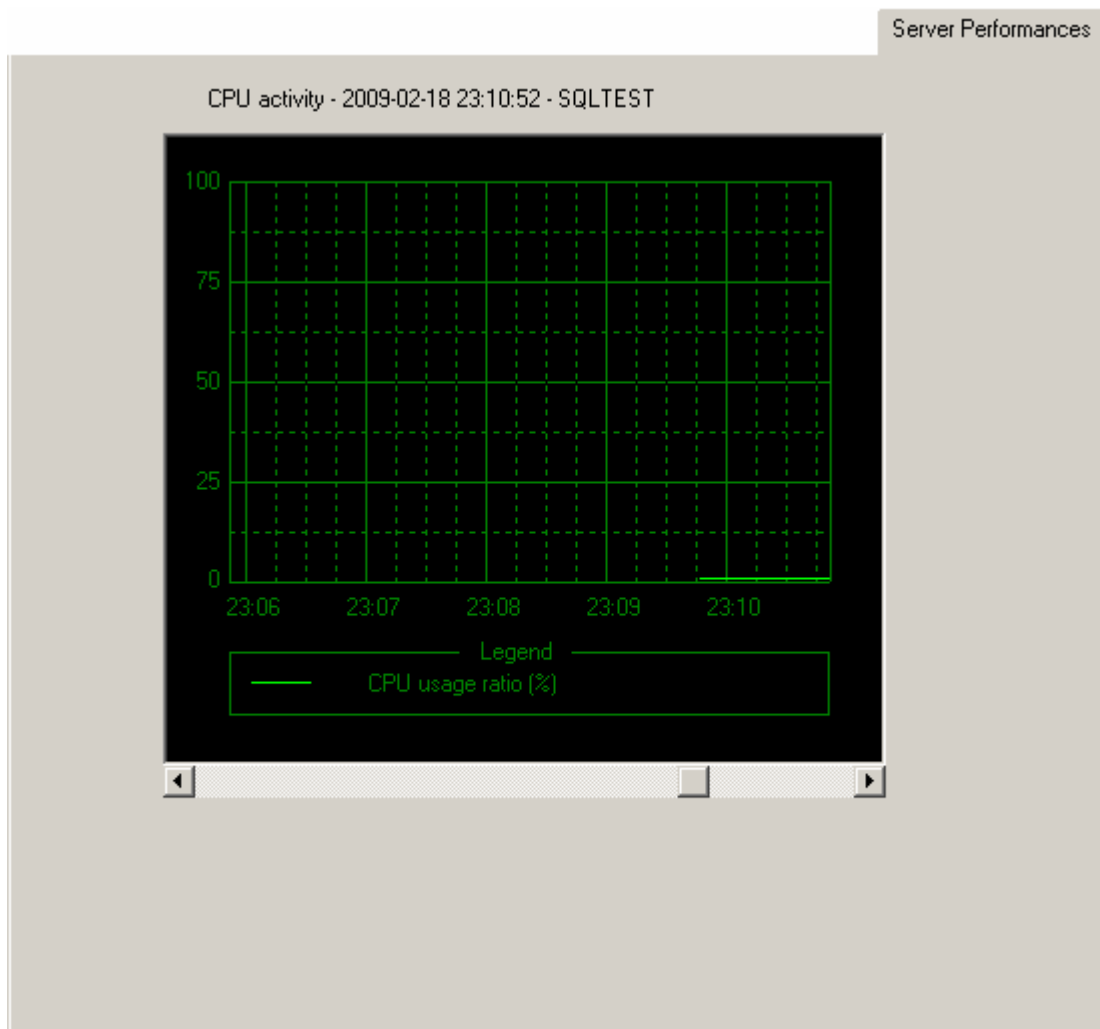 Server Performances
CPU activity - 2009-02-18 23:10:52 - SQLTEST
100
75
50
25
0
23:06 23:07 23:08 23:09 23:10
Legend
CPU usage ratio (%)